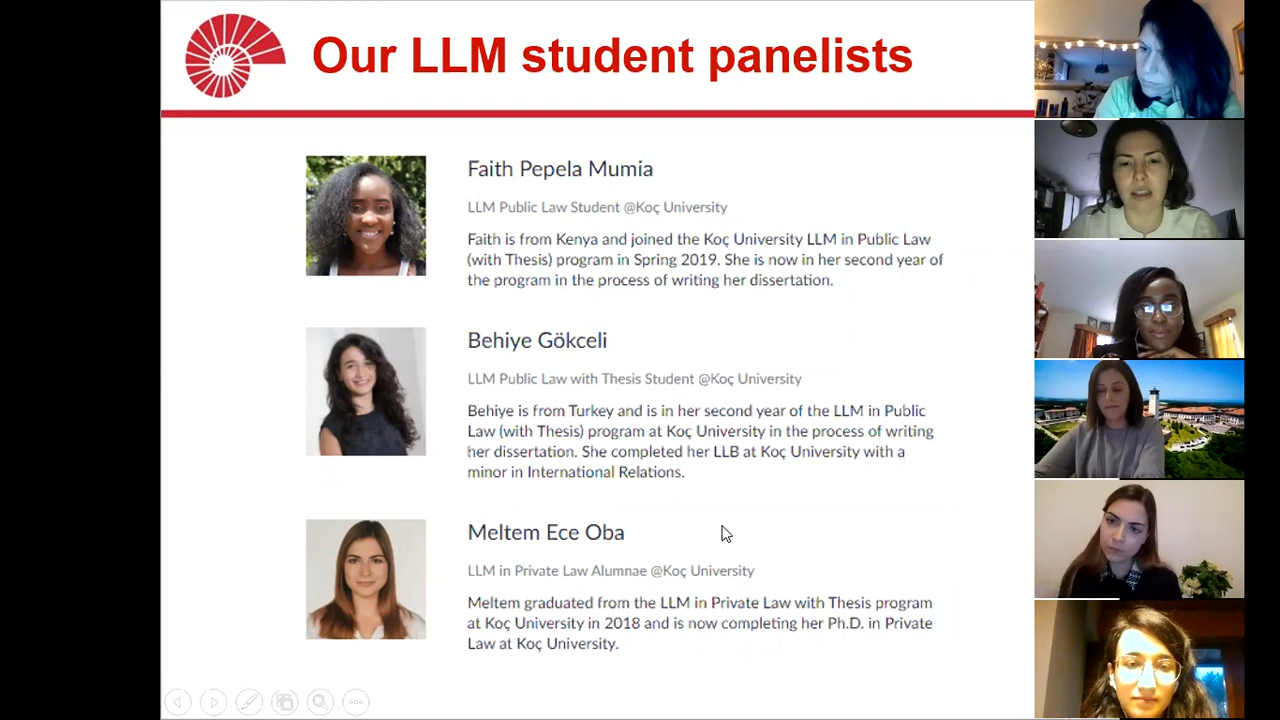 Our LLM student panelists
Faith Pepela Mumia
LLM Public Law Student @Koç University
Faith is from Kenya and joined the Koç University LLM in Public Law
(with Thesis) program in Spring 2019. She is now in her second year of
the program in the process of writing her dissertation.
Behiye Gökceli
LLM Public Law with Thesis Student @Koç University
Behiye is from Turkey and is in her second year of the LLM in Public
Law (with Thesis) program at Koç University in the process of writing
her dissertation. She completed her LLB at Koç University with a
minor in International Relations.
Meltem Ece Oba
LLM in Private Law Alumnae @Koç University
Meltem graduated from the LLM in Private Law with Thesis program
at Koç University in 2018 and is now completing her Ph.D. in Private
Law at Koç University.